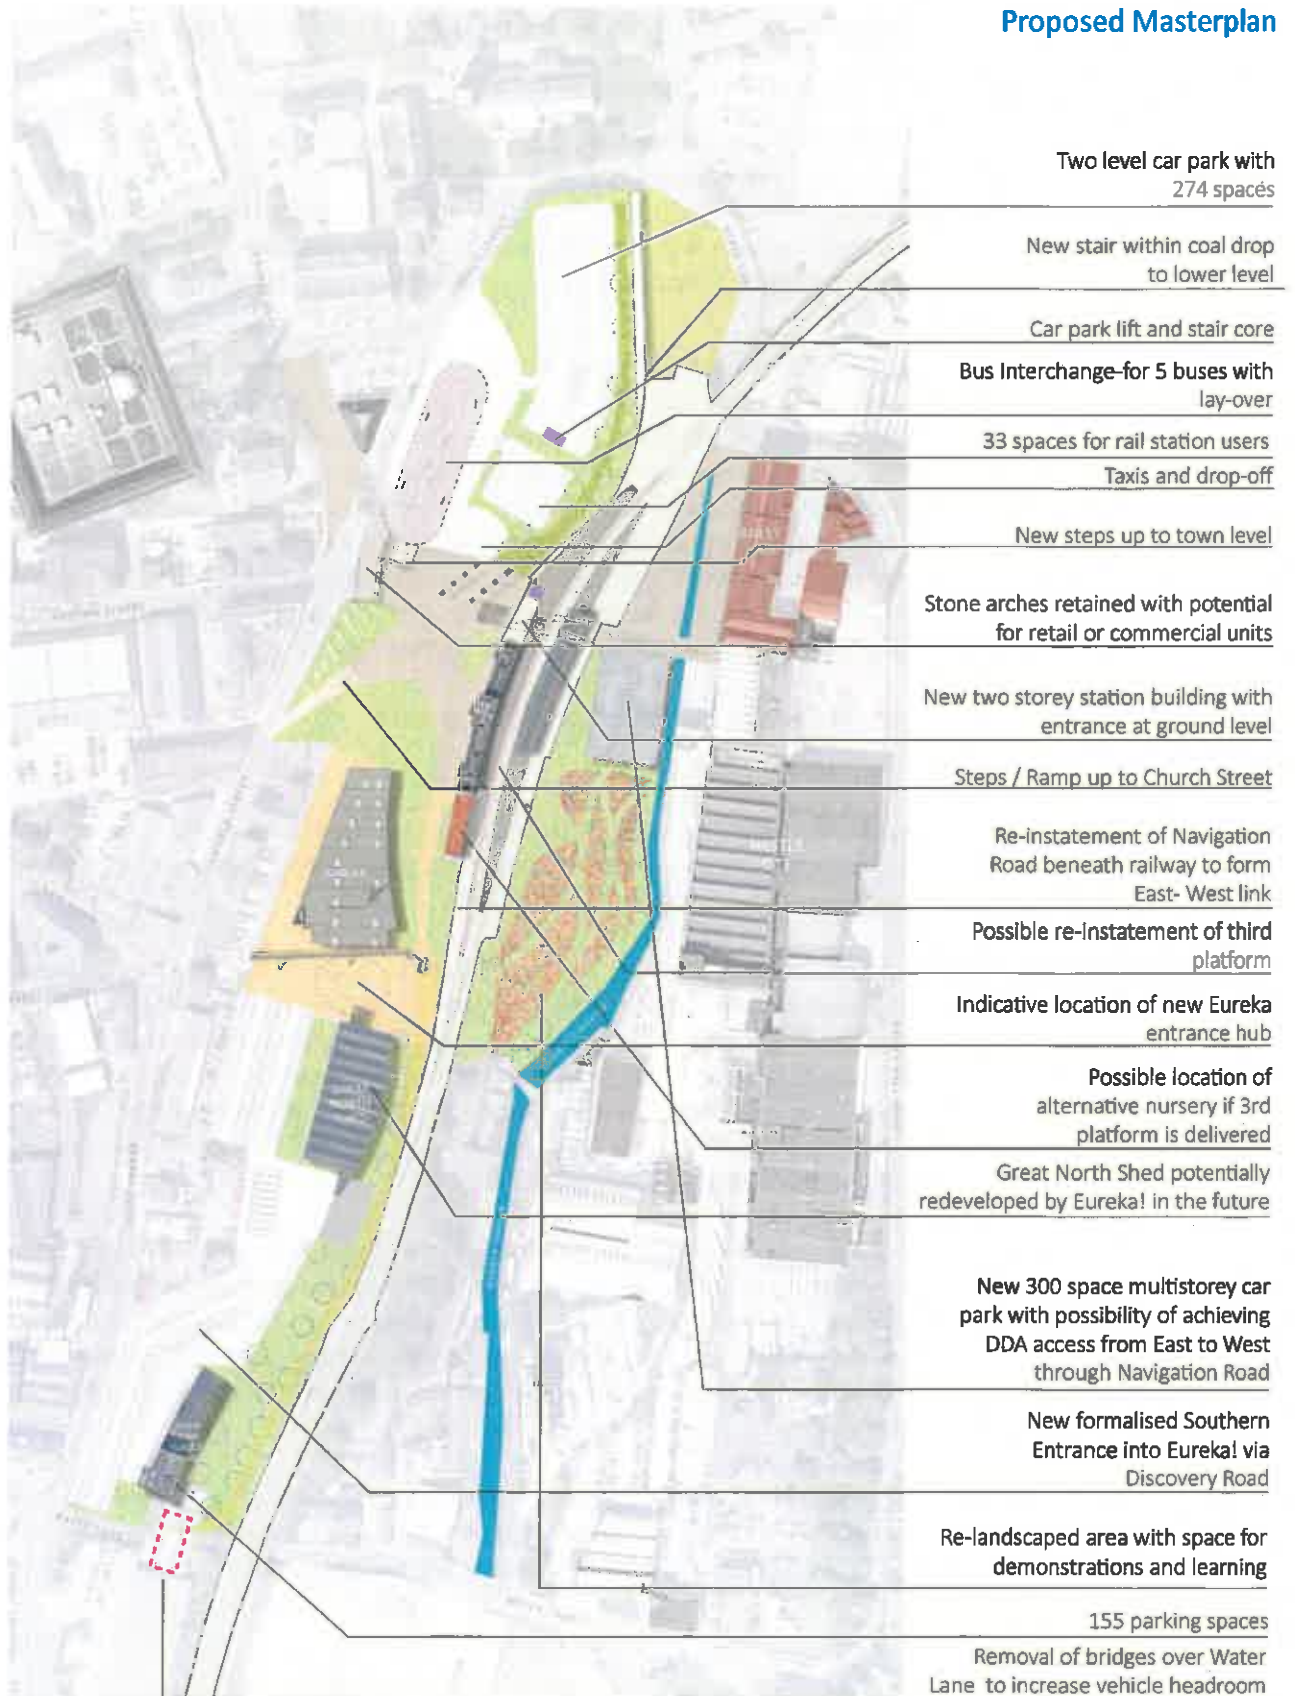 Proposed Masterplan
Two level car park with
274 spaces
New stair within coal drop
to lower level
Car park lift and stair core
Bus Interchange-for 5 buses with
lay-over
33 spaces for rail station users
Taxis and drop-off
New steps up to town level
Stone arches retained with potential
for retail or commercial units
New two storey station building with
entrance at ground level
Steps / Ramp up to Church Street
Re-instatement of Navigation
Road beneath railway to form
East- West link
Possible re-instatement of third
platform
Indicative location of new Eureka
entrance hub
Possible location of
alternative nursery if 3rd
platform is delivered
Great North Shed potentially
redeveloped by Eureka! in the future
New 300 space multistorey car
park with possibility of achieving
DDA access from East to West
through Navigation Road
New formalised Southern
Entrance into Eureka! via
Discovery Road
Re-landscaped area with space for
demonstrations and learning
155 parking spaces
Removal of bridges over Water
Lane to increase vehicle headroom